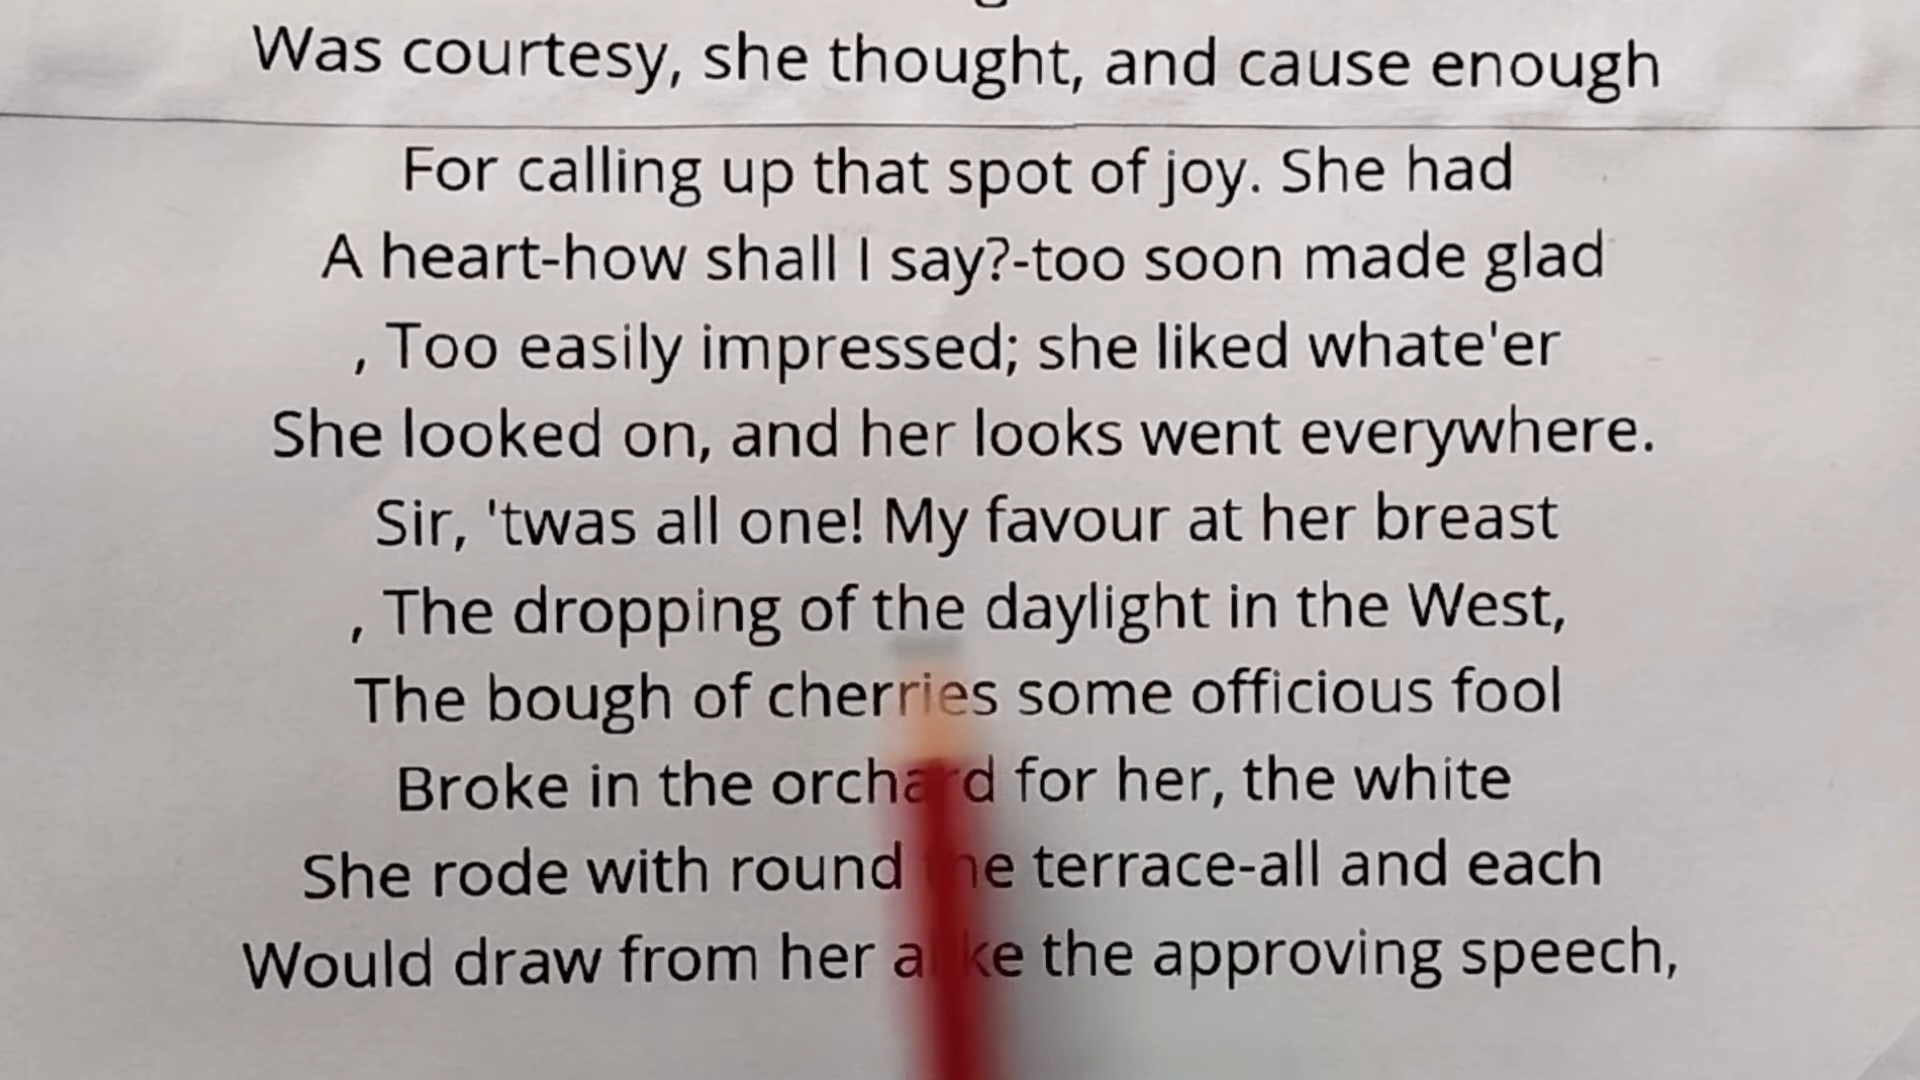 Was courtesy, she thought, and cause enough
For calling up that spot of joy. She had
A heart-how shall I say?-too soon made glad
, Too easily impressed; she liked whate'er
She looked on, and her looks went everywhere.
Sir, 'twas all one! My favour at her breast
, The dropping of the daylight in the West,
The bough of cherries some officious fool
Broke in the orchard for her, the white
She rode with round the terrace-all and each
Would draw from her alike the approving speech,